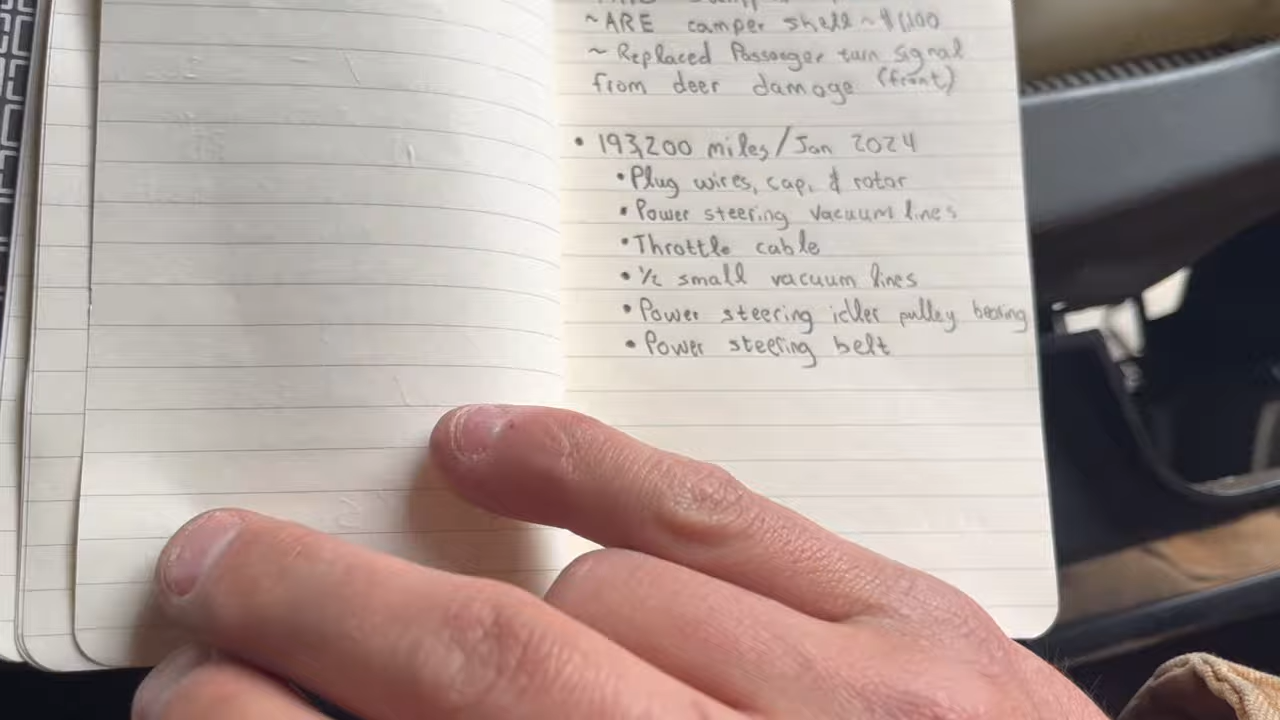 ~ARE camper shell ~$1,100
~ Replaced Passenger turn signal
from deer damage (front)
• 193,200 miles/Jan 2024
• Plug wires, cap, & rotor
• Power steering vacuum lines
• Throttle cable
• 1/2 small vacuum lines
• Power steering idler pulley bearing
• Power steering belt